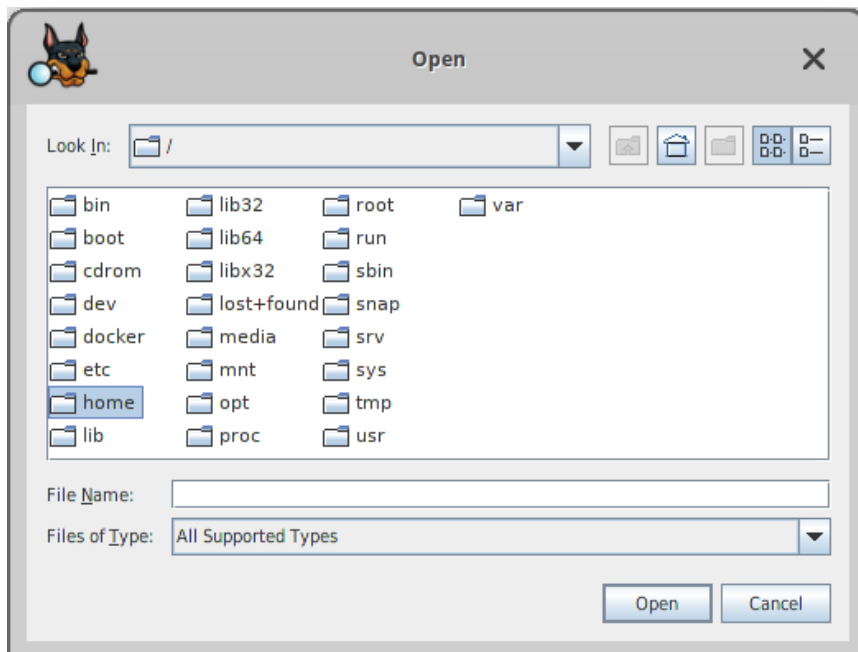 Open
Look In: /
bin lib32 root var
boot lib64 run
cdrom libx32 sbin
dev lost+found snap
docker media srv
etc mnt sys
home opt tmp
lib proc usr
File Name:
Files of Type: All Supported Types
Open Cancel